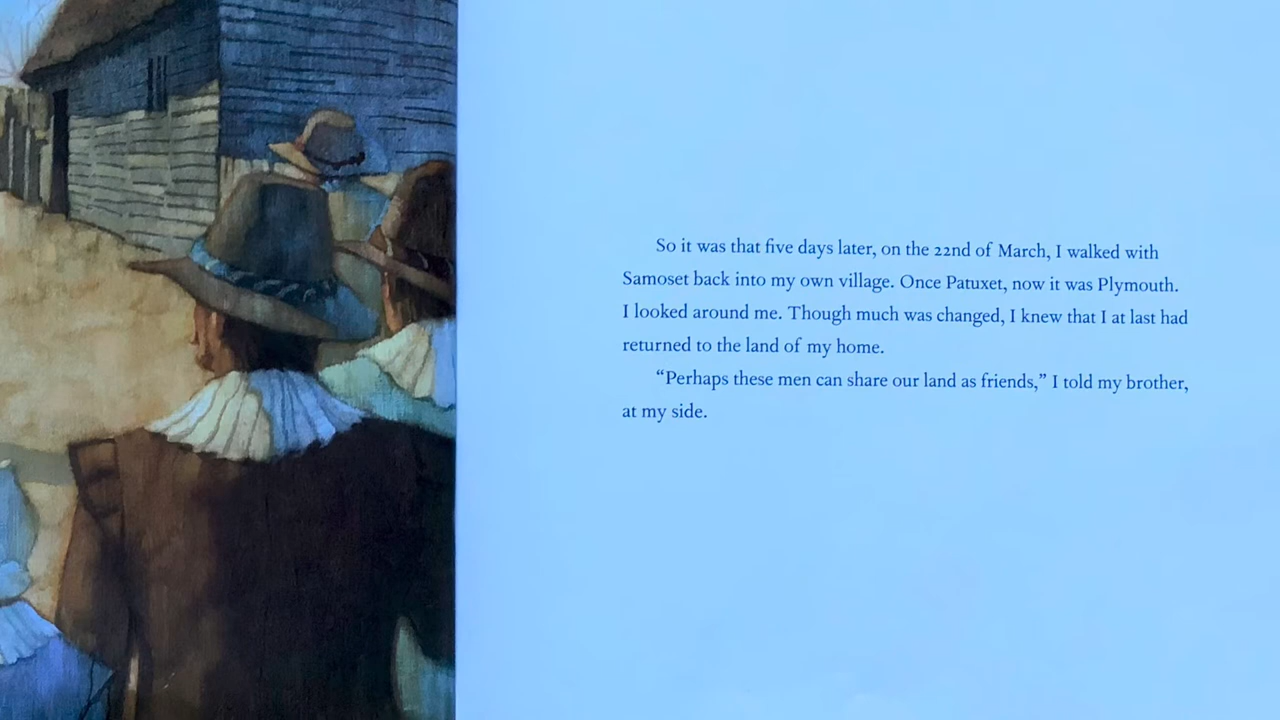 So it was that five days later, on the 22nd of March, I walked with
Samoset back into my own village. Once Patuxet, now it was Plymouth.
I looked around me. Though much was changed, I knew that I at last had
returned to the land of my home.
“Perhaps these men can share our land as friends,” I told my brother,
at my side.